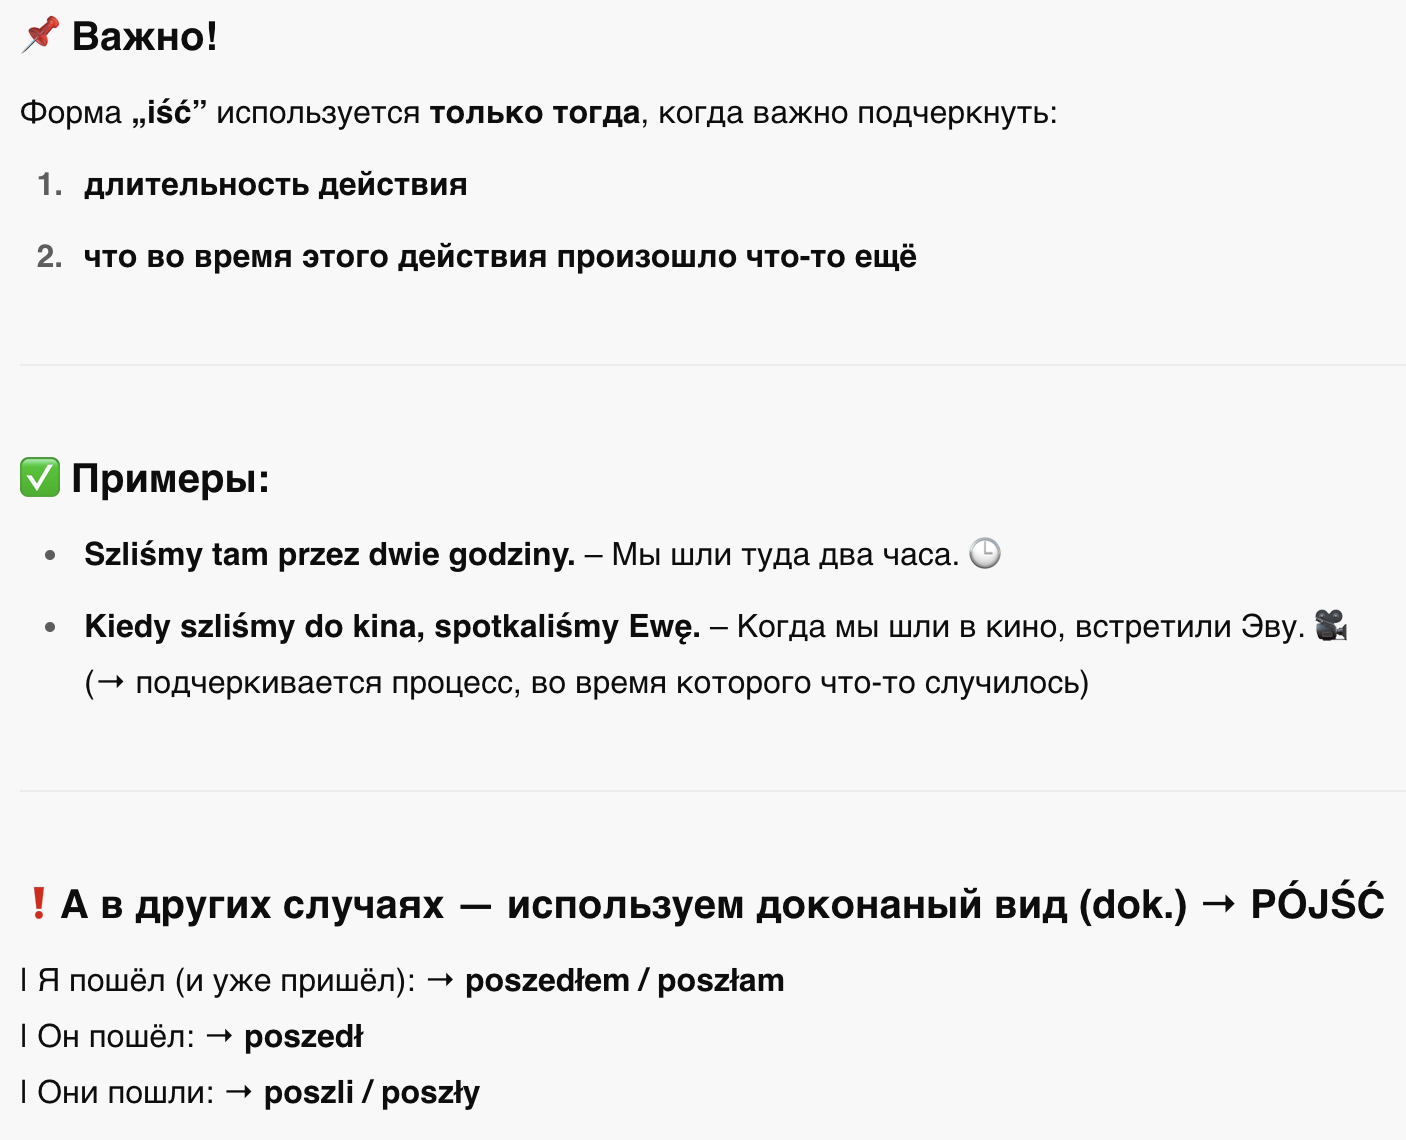 📌 Важно!
Форма „iść” используется только тогда, когда важно подчеркнуть:
1. длительность действия
2. что во время этого действия произошло что-то ещё
✅ Примеры:
• Szliśmy tam przez dwie godziny. – Мы шли туда два часа. 🕒
• Kiedy szliśmy do kina, spotkaliśmy Ewę. – Когда мы шли в кино, встретили Эву. 🎥
(→ подчеркивается процесс, во время которого что-то случилось)
❗ А в других случаях — используем доконаный вид (dok.) → PÓJŚĆ
| Я пошёл (и уже пришёл): → poszedłem / poszłam
| Он пошёл: → poszedł
| Они пошли: → poszli / poszły